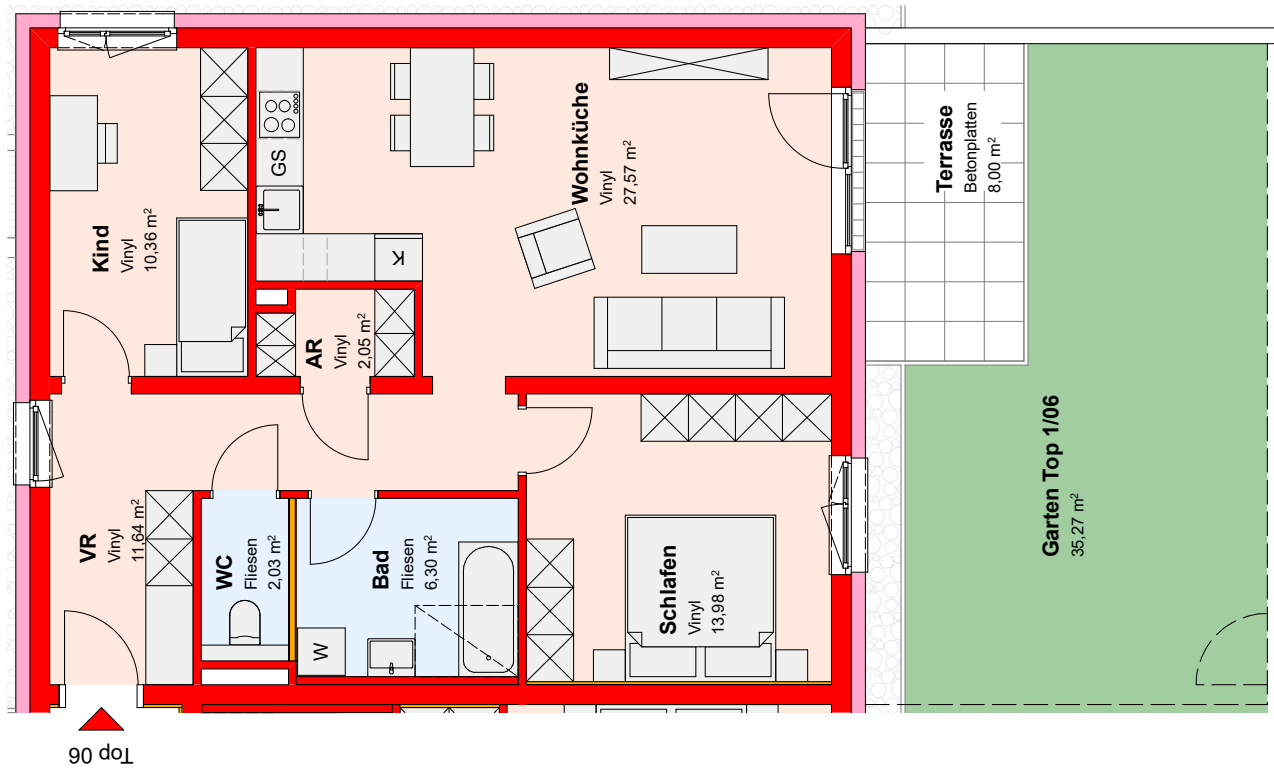 Kind
Vinyl
10,36 m²
GS
K
Wohnküche
Vinyl
27,57 m²
Terrasse
Betonplatten
8,00 m²
AR
Vinyl
2,05 m²
VR
Vinyl
11,64 m²
WC
Fliesen
2,03 m²
Bad
Fliesen
6,30 m²
W
Schlafen
Vinyl
13,98 m²
Garten Top 1/06
35,27 m²
Top 06